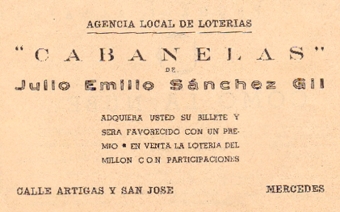 AGENCIA LOCAL DE LOTERIAS
"CABANELAS"
DE
Julio Emilio Sánchez Gil
ADQUIERA USTED SU BILLETE Y
SERA FAVORECIDO CON UN PRE-
MIO * EN VENTA LA LOTERIA DEL
MILLON CON PARTICIPACIONES
CALLE ARTIGAS Y SAN JOSE MERCEDES